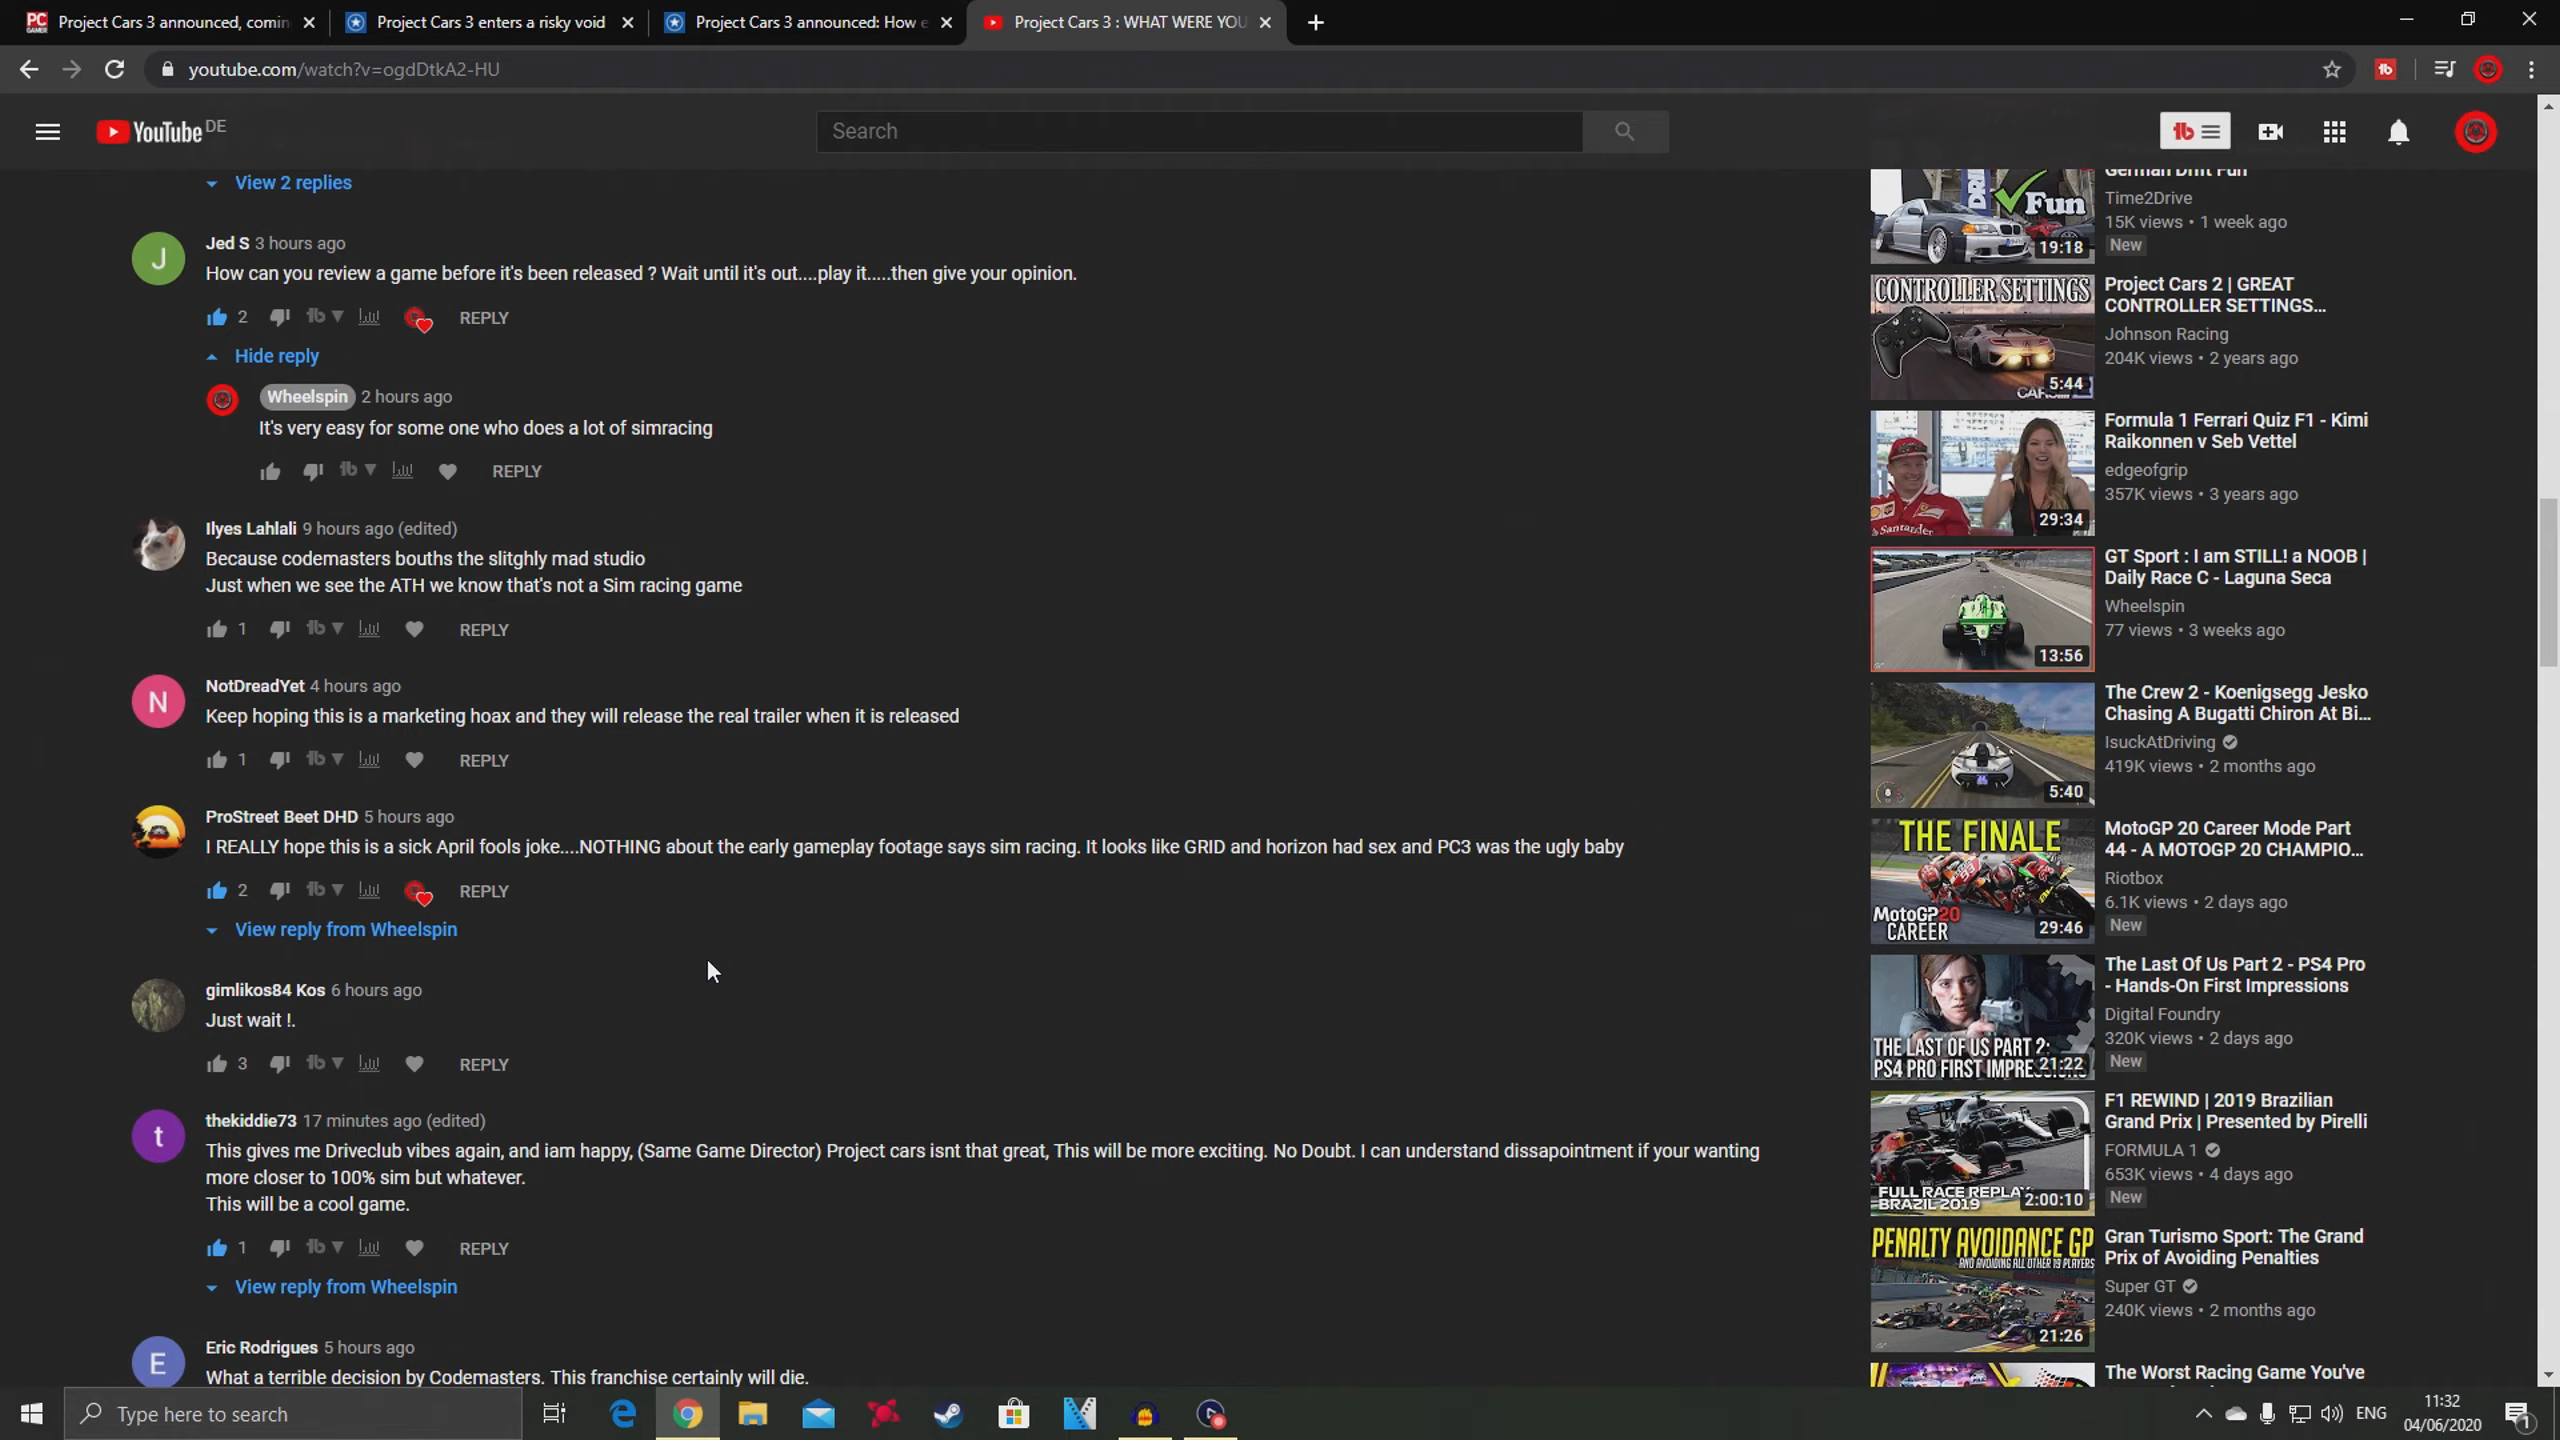 Project Cars 3 announced, comin
Project Cars 3 enters a risky void
Project Cars 3 announced: How e
Project Cars 3 : WHAT WERE YOU
youtube.com/watch?v=ogdDtkA2-HU
YouTube DE
Search
View 2 replies
Jed S 3 hours ago
How can you review a game before it's been released ? Wait until it's out....play it.....then give your opinion.
2 REPLY
Hide reply
Wheelspin 2 hours ago
It's very easy for some one who does a lot of simracing
REPLY
Ilyes Lahlali 9 hours ago (edited)
Because codemasters bouths the slitghly mad studio
Just when we see the ATH we know that's not a Sim racing game
1 REPLY
NotDreadYet 4 hours ago
Keep hoping this is a marketing hoax and they will release the real trailer when it is released
1 REPLY
ProStreet Beet DHD 5 hours ago
I REALLY hope this is a sick April fools joke....NOTHING about the early gameplay footage says sim racing. It looks like GRID and horizon had sex and PC3 was the ugly baby
2 REPLY
View reply from Wheelspin
gimlikos84 Kos 6 hours ago
Just wait !.
3 REPLY
thekiddie73 17 minutes ago (edited)
This gives me Driveclub vibes again, and iam happy, (Same Game Director) Project cars isnt that great, This will be more exciting. No Doubt. I can understand dissapointment if your wanting
more closer to 100% sim but whatever.
This will be a cool game.
1 REPLY
View reply from Wheelspin
Eric Rodrigues 5 hours ago
What a terrible decision by Codemasters. This franchise certainly will die.
German Drift Fun
Time2Drive
15K views • 1 week ago
New
Fun
19:18
Project Cars 2 | GREAT
CONTROLLER SETTINGS...
Johnson Racing
204K views • 2 years ago
CONTROLLER SETTINGS
5:44
Formula 1 Ferrari Quiz F1 - Kimi
Raikonnen v Seb Vettel
edgeofgrip
357K views • 3 years ago
Santander
29:34
GT Sport : I am STILL! a NOOB |
Daily Race C - Laguna Seca
Wheelspin
77 views • 3 weeks ago
13:56
The Crew 2 - Koenigsegg Jesko
Chasing A Bugatti Chiron At Bi...
IsuckAtDriving
419K views • 2 months ago
5:40
MotoGP 20 Career Mode Part
44 - A MOTOGP 20 CHAMPIO...
Riotbox
6.1K views • 2 days ago
New
THE FINALE
MotoGP20
CAREER
29:46
The Last Of Us Part 2 - PS4 Pro
- Hands-On First Impressions
Digital Foundry
320K views • 2 days ago
New
THE LAST OF US PART 2:
PS4 PRO FIRST IMPRE
21:22
F1 REWIND | 2019 Brazilian
Grand Prix | Presented by Pirelli
FORMULA 1
653K views • 4 days ago
New
FULL RACE REPLAY
BRAZIL 2019
2:00:10
Gran Turismo Sport: The Grand
Prix of Avoiding Penalties
Super GT
240K views • 2 months ago
PENALTY AVOIDANCE GP
AND AVOIDING ALL OTHER 19 PLAYERS
21:26
The Worst Racing Game You've
Type here to search
ENG
11:32
04/06/2020
1